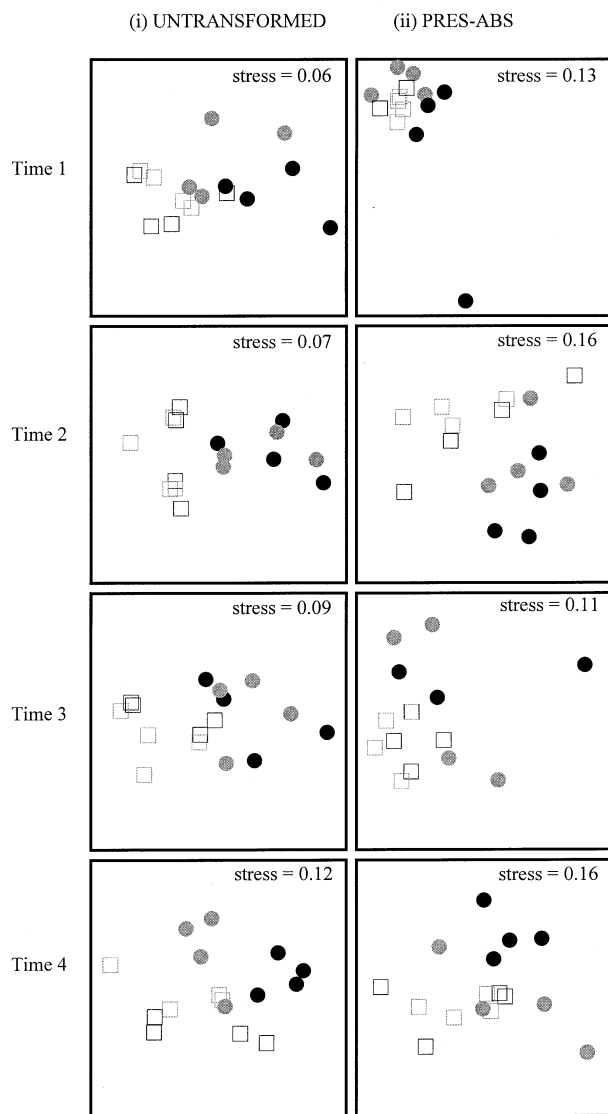 (i) UNTRANSFORMED (ii) PRES-ABS
Time 1
stress = 0.06
stress = 0.13
Time 2
stress = 0.07
stress = 0.16
Time 3
stress = 0.09
stress = 0.11
Time 4
stress = 0.12
stress = 0.16